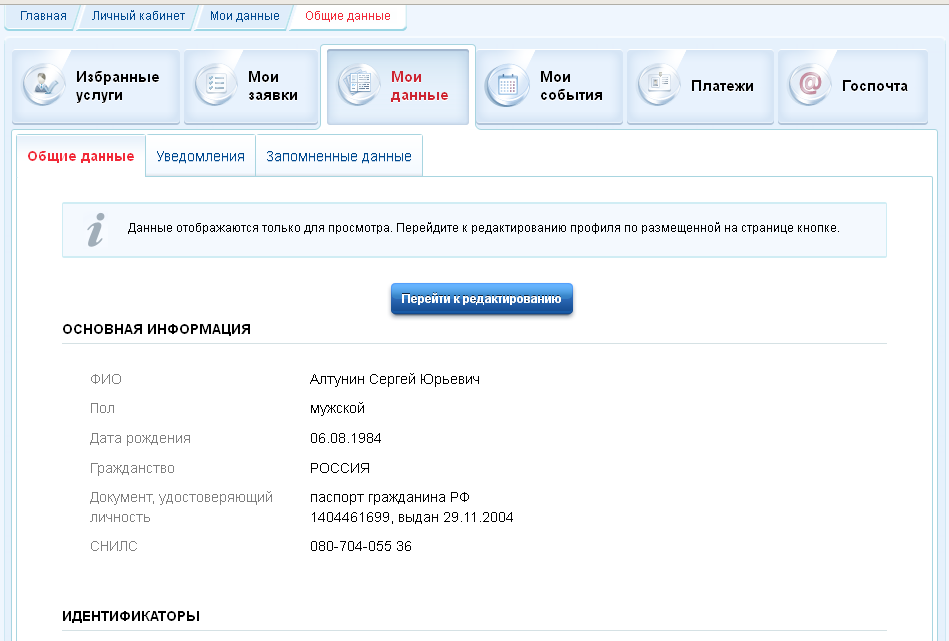 Главная Личный кабинет Мои данные Общие данные
Избранные услуги
Мои заявки
Мои данные
Мои события
Платежи
Госпочта
Общие данные Уведомления Запомненные данные
Данные отображаются только для просмотра. Перейдите к редактированию профиля по размещенной на странице кнопке.
Перейти к редактированию
ОСНОВНАЯ ИНФОРМАЦИЯ
ФИО Алтунин Сергей Юрьевич
Пол мужской
Дата рождения 06.08.1984
Гражданство РОССИЯ
Документ, удостоверяющий паспорт гражданина РФ
личность 1404461699, выдан 29.11.2004
СНИЛС 080-704-055 36
ИДЕНТИФИКАТОРЫ